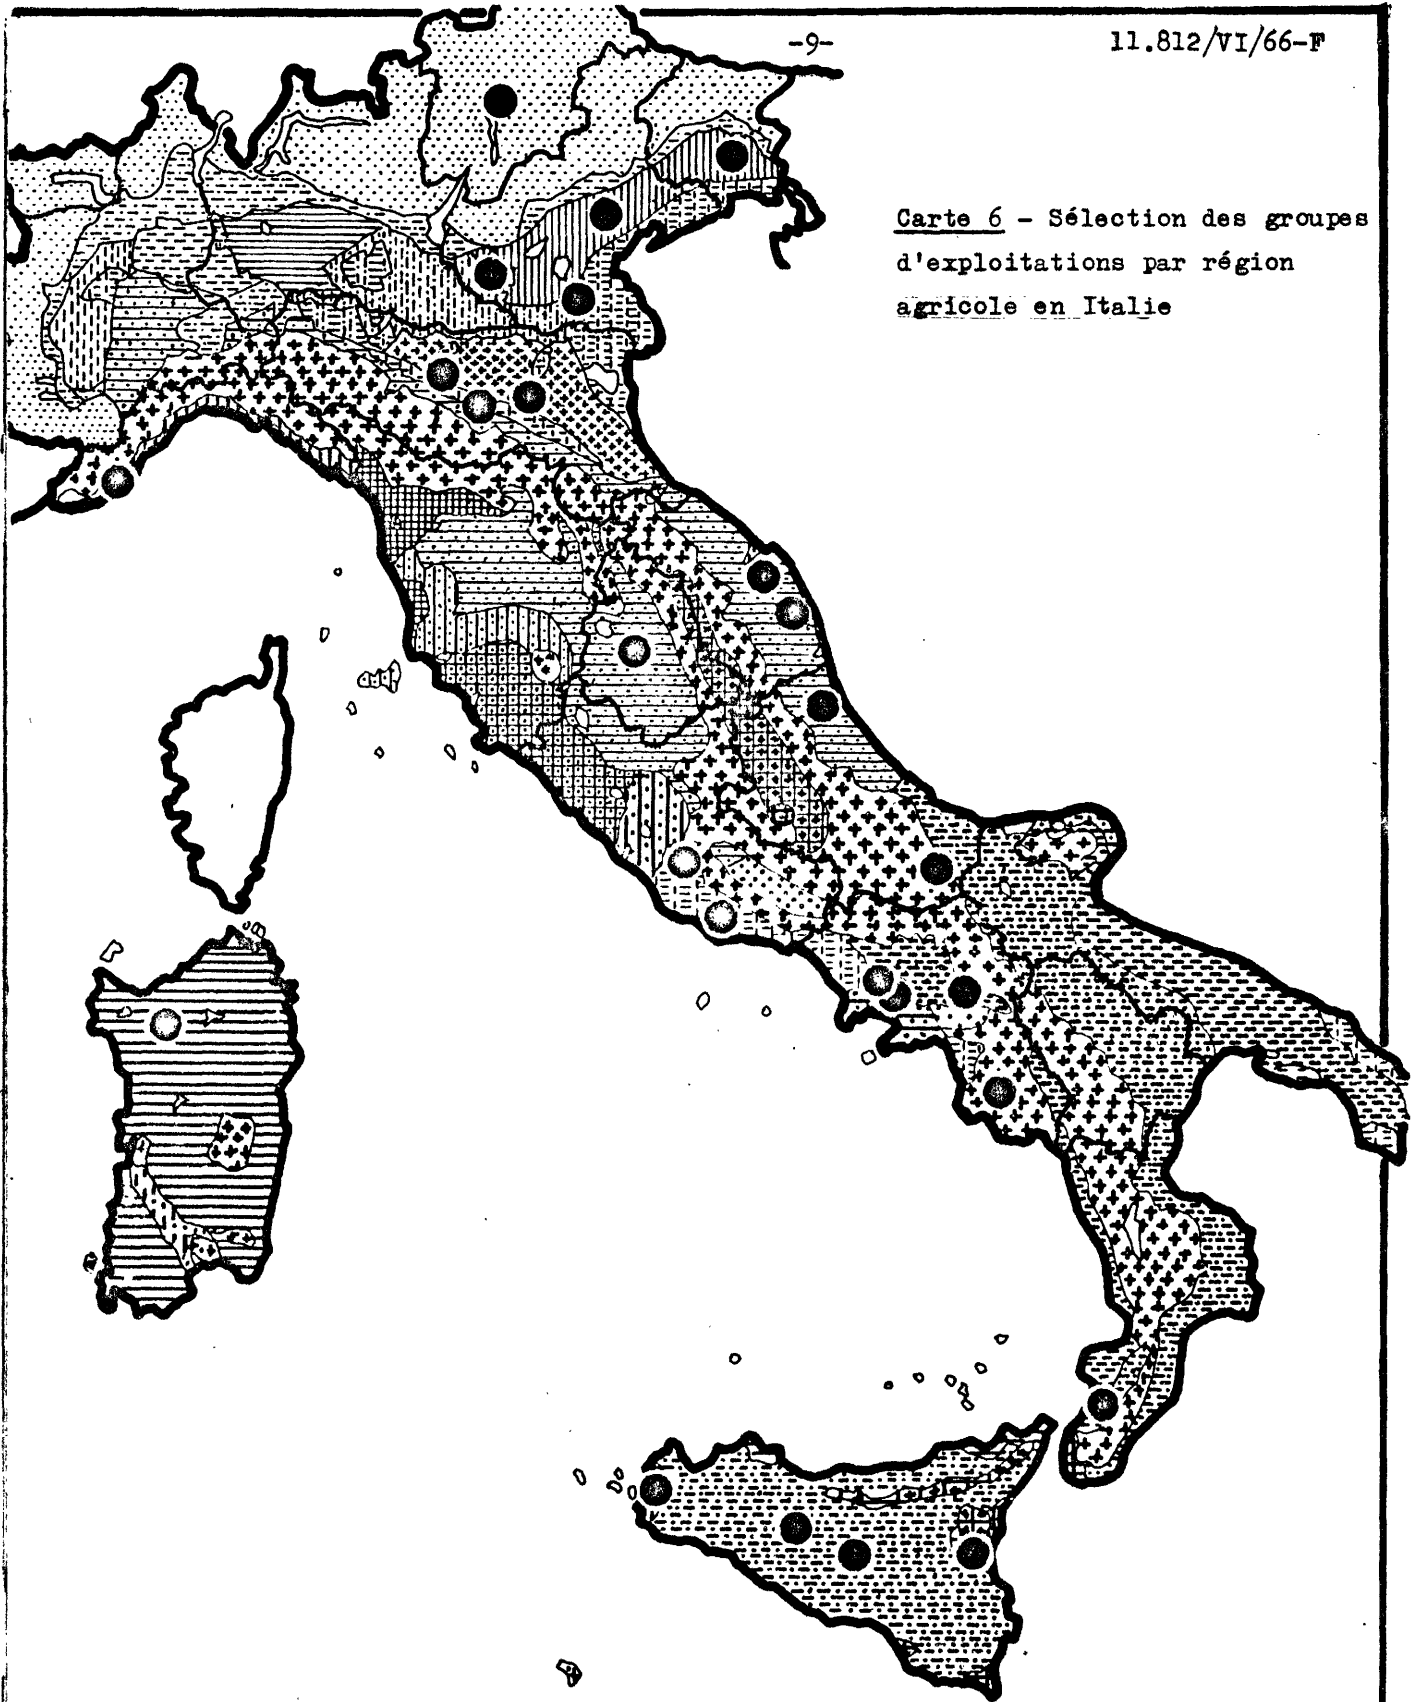 -9-
11.812/VI/66-F
Carte 6 - Sélection des groupes
d'exploitations par région
agricole en Italie